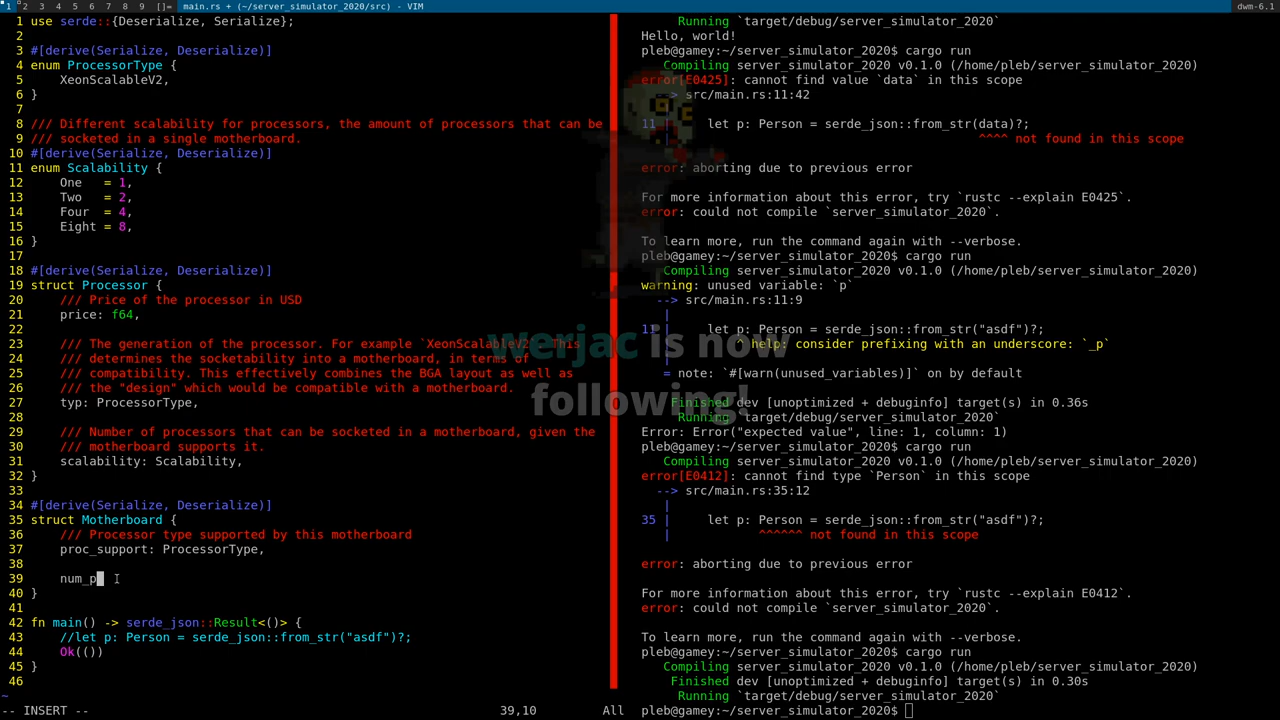 1 2 3 4 5 6 7 8 9 []= main.rs + (~/server_simulator_2020/src) - VIM dwm-6.1
1 use serde::{Deserialize, Serialize};
2
3 #[derive(Serialize, Deserialize)]
4 enum ProcessorType {
5 XeonScalableV2,
6 }
7
8 /// Different scalability for processors, the amount of processors that can be
9 /// socketed in a single motherboard.
10 #[derive(Serialize, Deserialize)]
11 enum Scalability {
12 One = 1,
13 Two = 2,
14 Four = 4,
15 Eight = 8,
16 }
17
18 #[derive(Serialize, Deserialize)]
19 struct Processor {
20 /// Price of the processor in USD
21 price: f64,
22
23 /// The generation of the processor. For example `XeonScalableV2`. This
24 /// determines the socketability into a motherboard, in terms of
25 /// compatibility. This effectively combines the BGA layout as well as
26 /// the "design" which would be compatible with a motherboard.
27 typ: ProcessorType,
28
29 /// Number of processors that can be socketed in a motherboard, given the
30 /// motherboard supports it.
31 scalability: Scalability,
32 }
33
34 #[derive(Serialize, Deserialize)]
35 struct Motherboard {
36 /// Processor type supported by this motherboard
37 proc_support: ProcessorType,
38
39 num_p
40 }
41
42 fn main() -> serde_json::Result<()> {
43 //let p: Person = serde_json::from_str("asdf")?;
44 Ok(())
45 }
46
~
-- INSERT -- 39,10 All
Running `target/debug/server_simulator_2020`
Hello, world!
pleb@gamey:~/server_simulator_2020$ cargo run
Compiling server_simulator_2020 v0.1.0 (/home/pleb/server_simulator_2020)
error[E0425]: cannot find value `data` in this scope
--> src/main.rs:11:42
|
11 | let p: Person = serde_json::from_str(data)?;
| ^^^^ not found in this scope
error: aborting due to previous error
For more information about this error, try `rustc --explain E0425`.
error: could not compile `server_simulator_2020`.
To learn more, run the command again with --verbose.
pleb@gamey:~/server_simulator_2020$ cargo run
Compiling server_simulator_2020 v0.1.0 (/home/pleb/server_simulator_2020)
warning: unused variable: `p`
--> src/main.rs:11:9
|
11 | let p: Person = serde_json::from_str("asdf")?;
| ^ help: consider prefixing with an underscore: `_p`
|
= note: `#[warn(unused_variables)]` on by default
Finished dev [unoptimized + debuginfo] target(s) in 0.36s
Running `target/debug/server_simulator_2020`
Error: Error("expected value", line: 1, column: 1)
pleb@gamey:~/server_simulator_2020$ cargo run
Compiling server_simulator_2020 v0.1.0 (/home/pleb/server_simulator_2020)
error[E0412]: cannot find type `Person` in this scope
--> src/main.rs:35:12
|
35 | let p: Person = serde_json::from_str("asdf")?;
| ^^^^^^ not found in this scope
error: aborting due to previous error
For more information about this error, try `rustc --explain E0412`.
error: could not compile `server_simulator_2020`.
To learn more, run the command again with --verbose.
pleb@gamey:~/server_simulator_2020$ cargo run
Compiling server_simulator_2020 v0.1.0 (/home/pleb/server_simulator_2020)
Finished dev [unoptimized + debuginfo] target(s) in 0.30s
Running `target/debug/server_simulator_2020`
pleb@gamey:~/server_simulator_2020$
werjac is now
following!